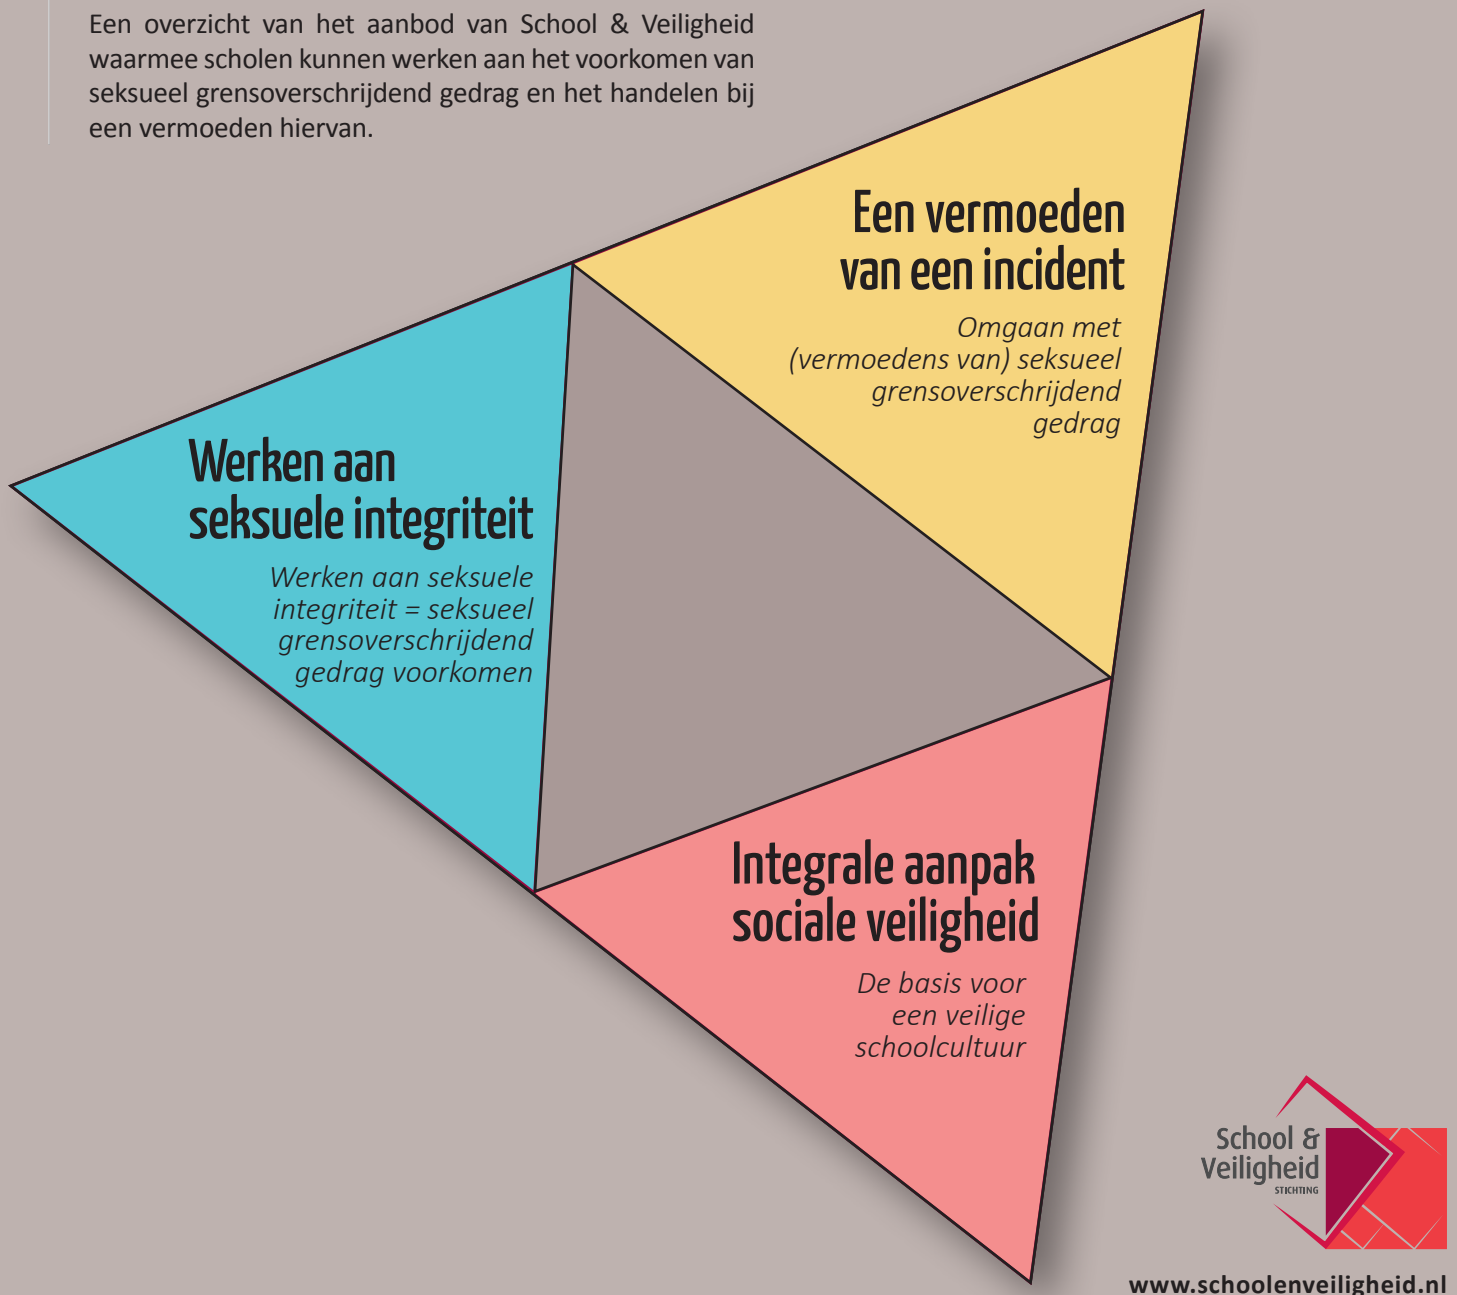 Een overzicht van het aanbod van School & Veiligheid
waarmee scholen kunnen werken aan het voorkomen van
seksueel grensoverschrijdend gedrag en het handelen bij
een vermoeden hiervan.
Een vermoeden
van een incident
Omgaan met
(vermoedens van) seksueel
grensoverschrijdend
gedrag
Werken aan
seksuele integriteit
Werken aan seksuele
integriteit = seksueel
grensoverschrijdend
gedrag voorkomen
Integrale aanpak
sociale veiligheid
De basis voor
een veilige
schoolcultuur
School &
Veiligheid
STICHTING
www.schoolenveiligheid.nl